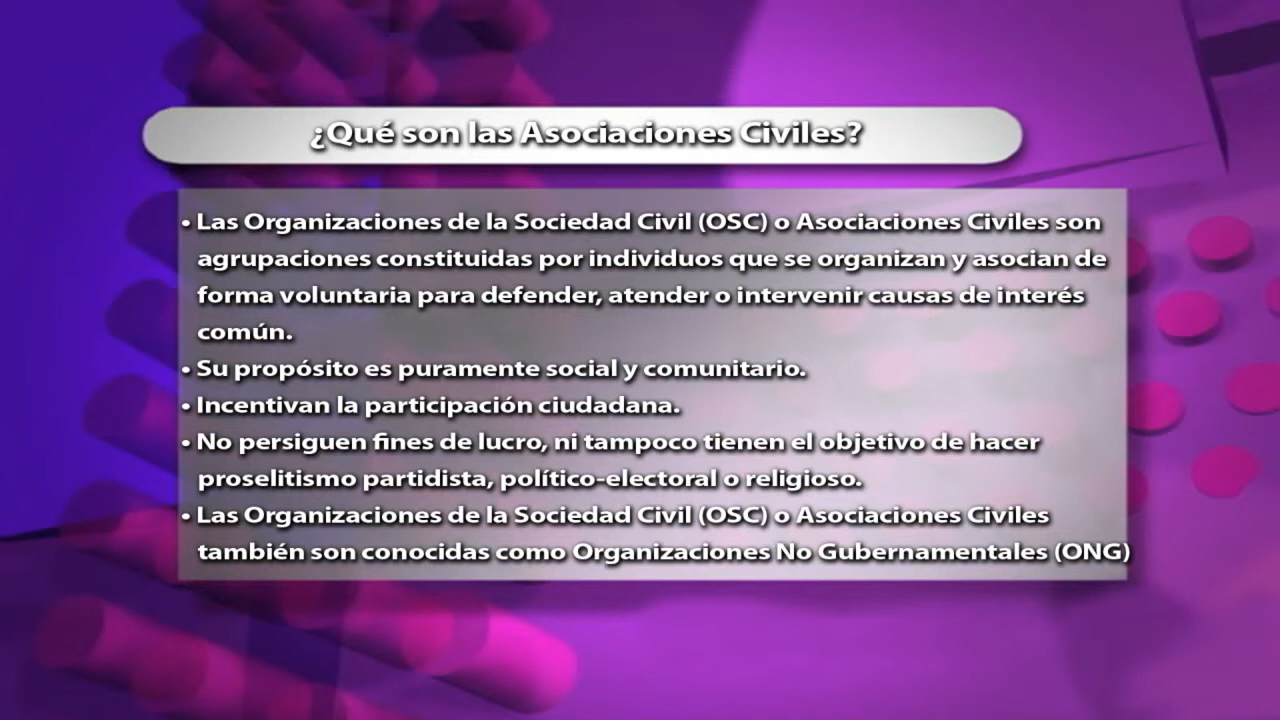 ¿Qué son las Asociaciones Civiles?
• Las Organizaciones de la Sociedad Civil (OSC) o Asociaciones Civiles son
agrupaciones constituidas por individuos que se organizan y asocian de
forma voluntaria para defender, atender o intervenir causas de interés
común.
• Su propósito es puramente social y comunitario.
• Incentivan la participación ciudadana.
• No persiguen fines de lucro, ni tampoco tienen el objetivo de hacer
proselitismo partidista, político-electoral o religioso.
• Las Organizaciones de la Sociedad Civil (OSC) o Asociaciones Civiles
también son conocidas como Organizaciones No Gubernamentales (ONG)